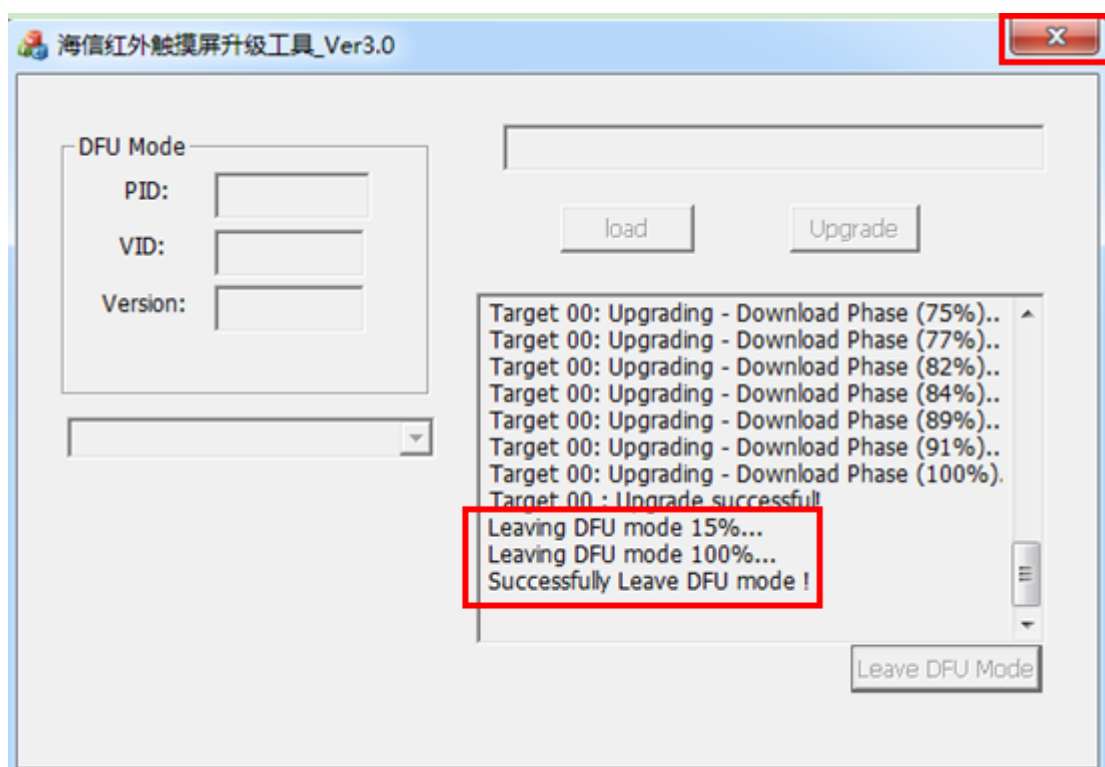 海信红外触摸屏升级工具_Ver3.0
DFU Mode
PID:
VID:
Version:
load
Upgrade
Target 00: Upgrading - Download Phase (75%)..
Target 00: Upgrading - Download Phase (77%)..
Target 00: Upgrading - Download Phase (82%)..
Target 00: Upgrading - Download Phase (84%)..
Target 00: Upgrading - Download Phase (89%)..
Target 00: Upgrading - Download Phase (91%)..
Target 00: Upgrading - Download Phase (100%).
Target 00 : Upgrade successful!
Leaving DFU mode 15%...
Leaving DFU mode 100%...
Successfully Leave DFU mode !
Leave DFU Mode